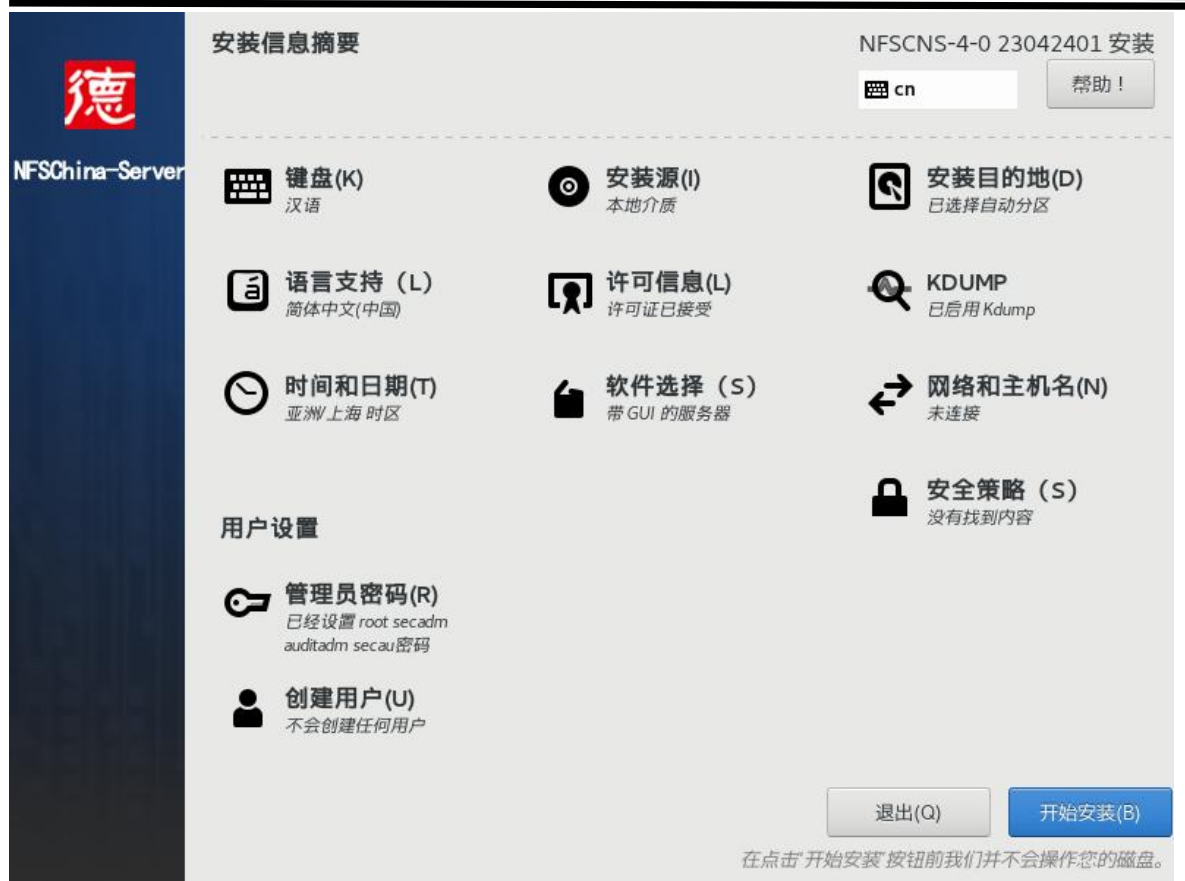 安装信息摘要
NFSCNS-4-0 23042401 安装
德
cn
帮助！
NFSChina-Server
键盘(K)
汉语
安装源(I)
本地介质
安装目的地(D)
已选择自动分区
á
语言支持（L）
简体中文(中国)
许可信息(L)
许可证已接受
KDUMP
已启用 Kdump
时间和日期(T)
亚洲/上海 时区
软件选择（S）
带 GUI 的服务器
网络和主机名(N)
未连接
安全策略（S）
没有找到内容
用户设置
管理员密码(R)
已经设置 root secadm
auditadm secau密码
创建用户(U)
不会创建任何用户
退出(Q)
开始安装(B)
在点击'开始安装'按钮前我们并不会操作您的磁盘。